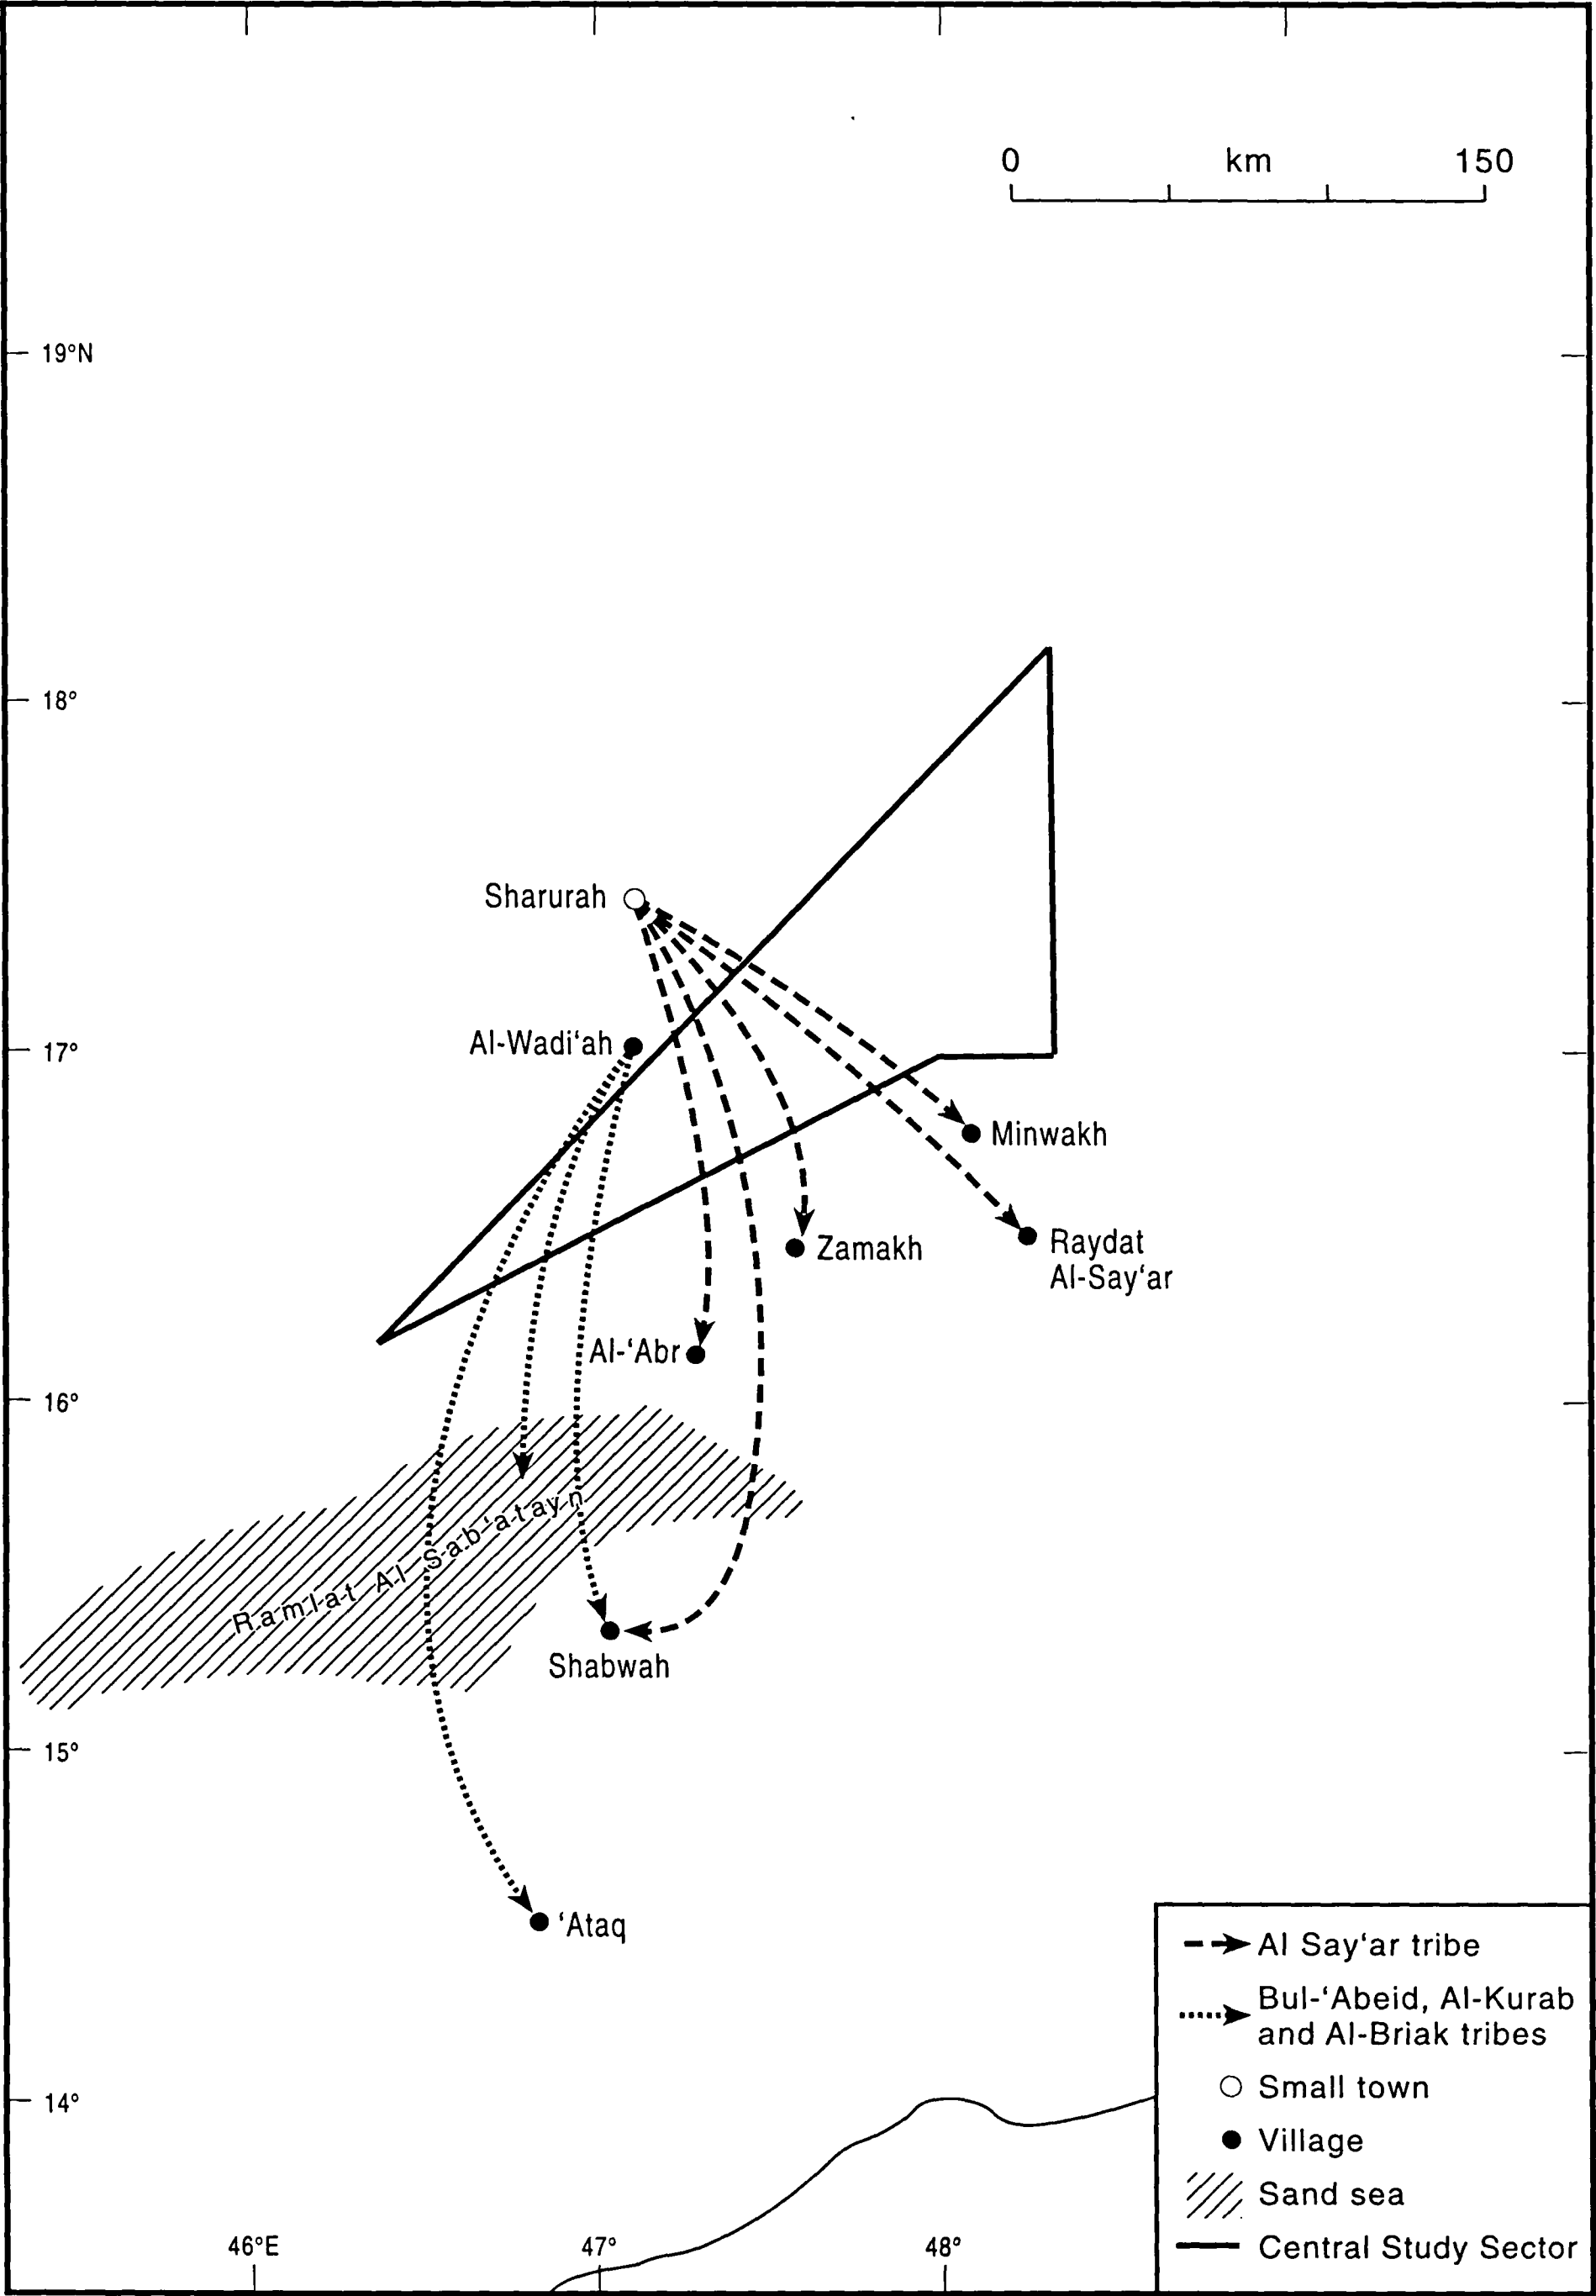 0 km 150
19°N
18°
Sharurah
Al-Wadi‘ah
17°
Minwakh
Raydat
Al-Say‘ar
Zamakh
Al-‘Abr
16°
Ramlat Al Sab‘atayn
Shabwah
15°
‘Ataq
14°
46°E
47°
48°
Al Say‘ar tribe
Bul-‘Abeid, Al-Kurab
and Al-Briak tribes
Small town
Village
Sand sea
Central Study Sector